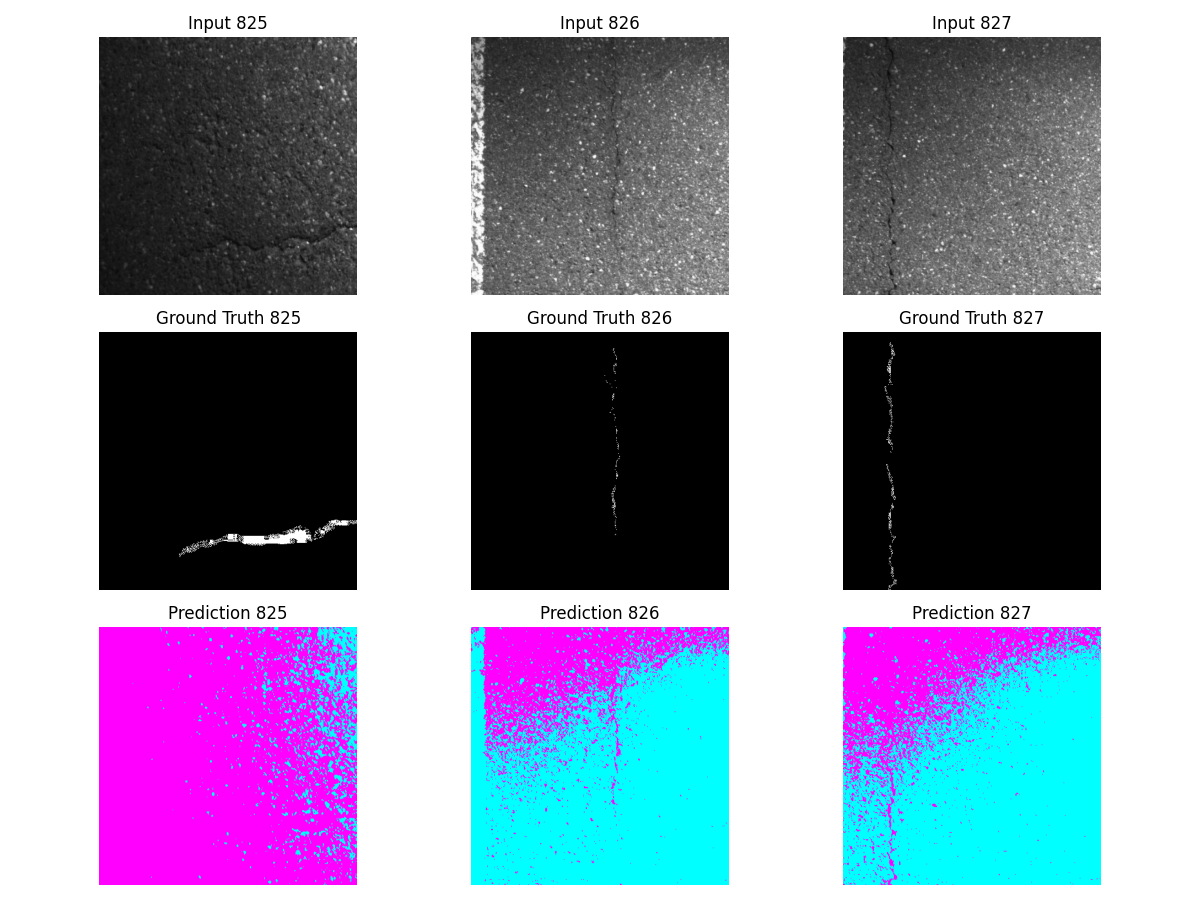 Input 825
Input 826
Input 827
Ground Truth 825
Ground Truth 826
Ground Truth 827
Prediction 825
Prediction 826
Prediction 827